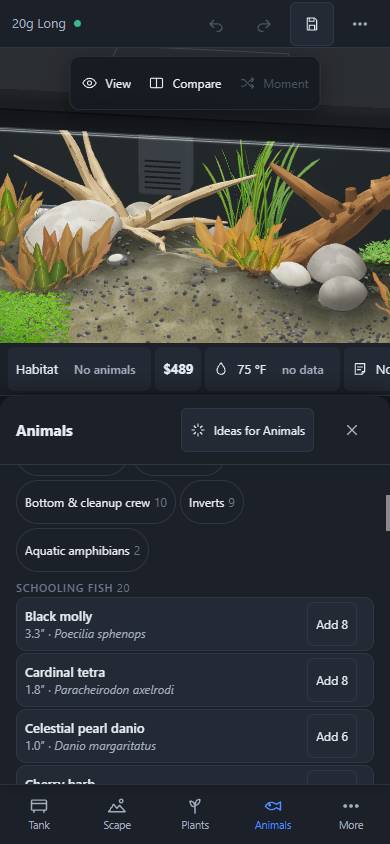 20g Long
View
Compare
Moment
Habitat No animals
$489
75 °F no data
Animals
Ideas for Animals
Bottom & cleanup crew 10
Inverts 9
Aquatic amphibians 2
SCHOOLING FISH 20
Black molly
3.3″ · Poecilia sphenops
Add 8
Cardinal tetra
1.8″ · Paracheirodon axelrodi
Add 8
Celestial pearl danio
1.0″ · Danio margaritatus
Add 6
Cherry barb
Tank
Scape
Plants
Animals
More